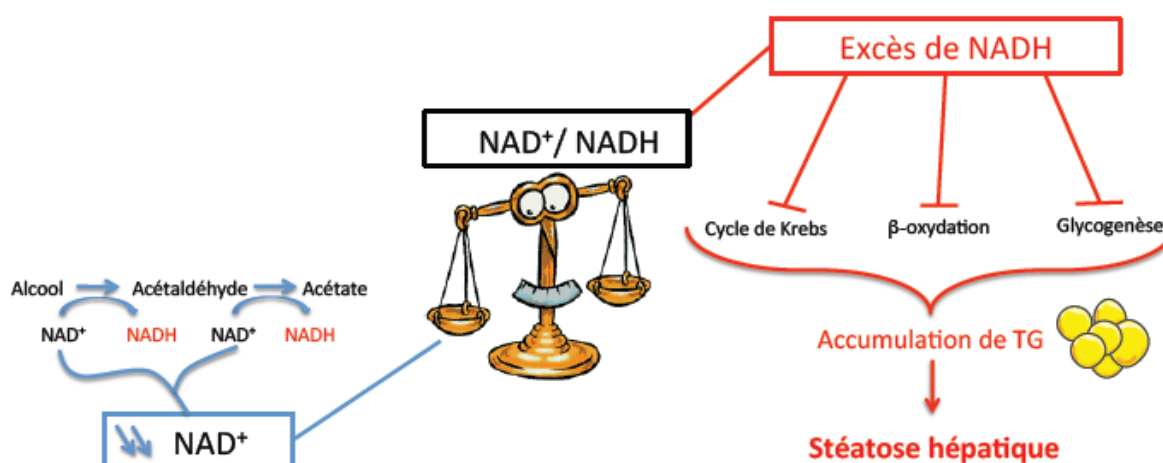 Excès de NADH
NAD⁺/ NADH
Cycle de Krebs
β-oxydation
Glycogenèse
Alcool
Acétaldéhyde
Acétate
NAD⁺
NADH
NAD⁺
NADH
Accumulation de TG
NAD⁺
Stéatose hépatique